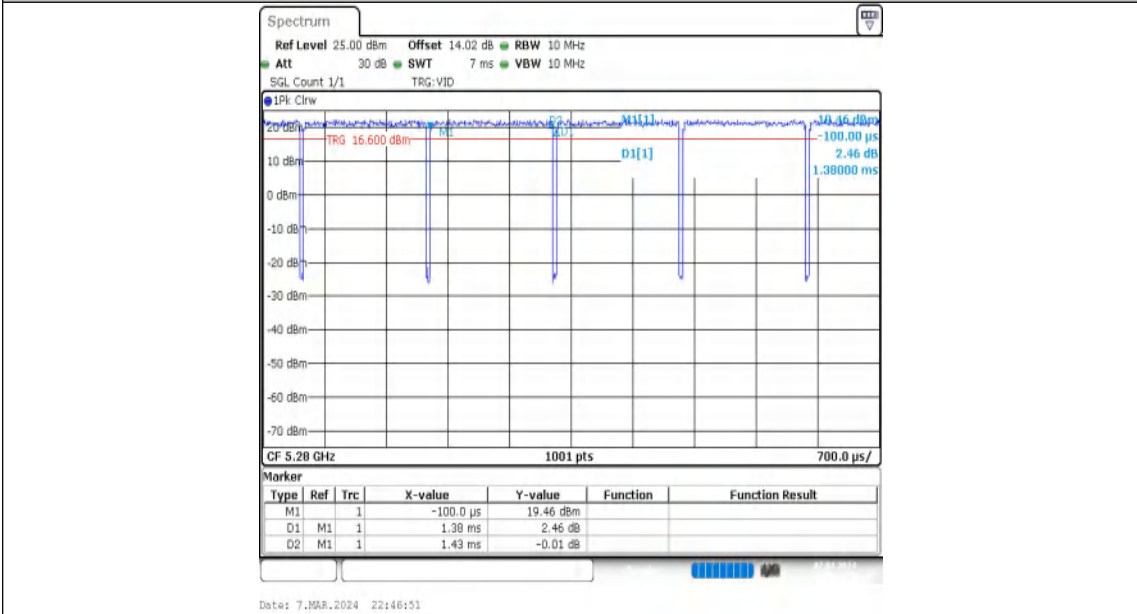 Spectrum
Ref Level 25.00 dBm Offset 14.02 dB RBW 10 MHz
Att 30 dB SWT 7 ms VBW 10 MHz
SGL Count 1/1 TRG:VID
1Pk Clrw
M1[1] 19.46 dBm
20 dBm M1 D2 D1 -100.00 µs
TRG 16.600 dBm
D1[1] 2.46 dB
10 dBm 1.38000 ms
0 dBm
-10 dBm
-20 dBm
-30 dBm
-40 dBm
-50 dBm
-60 dBm
-70 dBm
CF 5.28 GHz 1001 pts 700.0 µs/
Marker
Type Ref Trc X-value Y-value Function Function Result
M1 1 -100.0 µs 19.46 dBm
D1 M1 1 1.38 ms 2.46 dB
D2 M1 1 1.43 ms -0.01 dB
Date: 7.MAR.2024 22:46:51